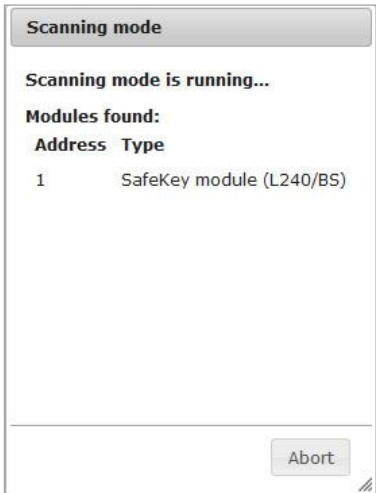 Scanning mode
Scanning mode is running...
Modules found:
Address Type
1 SafeKey module (L240/BS)
Abort